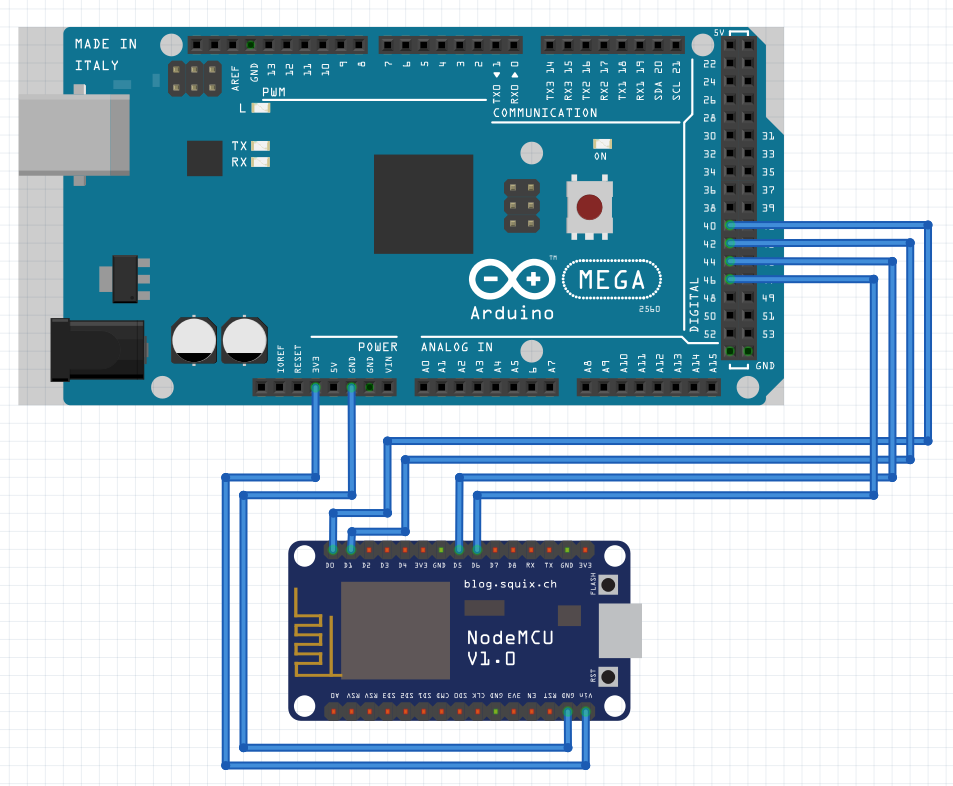 MADE IN
ITALY
5V
AREF
GND
13
12
11
10
9
8
7
6
5
4
3
2
TX0 ◄ 1
RX0 ► 0
TX3 14
RX3 15
TX2 16
RX2 17
TX1 18
RX1 19
SDA 20
SCL 21
PWM
COMMUNICATION
L
TX
RX
ON
22
24
26
28
30 31
32 33
34 35
36 37
38 39
40
42
44
46
48 49
50 51
52 53
GND
DIGITAL
MEGA
TM
2560
Arduino
POWER
ANALOG IN
IOREF
RESET
3V3
5V
GND
GND
VIN
A0
A1
A2
A3
A4
A5
6
A7
A8
A9
A10
A11
A12
A13
A14
A15
D0 D1 D2 D3 D4 3V3 GND D5 D6 D7 D8 RX TX GND 3V3
blog.squix.ch
FLASH
NodeMCU
V1.0
RST
A0 RSV RSV SD3 SD2 SD1 CMD SD0 CLK GND 3V3 EN RST GND Vin